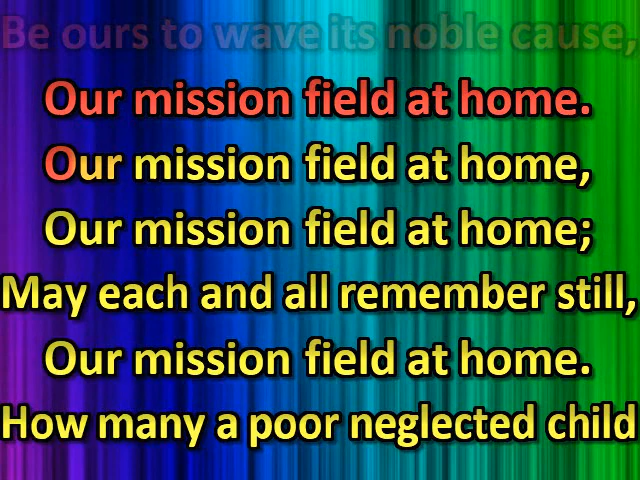 Be ours to wave its noble cause,
Our mission field at home.
Our mission field at home,
Our mission field at home;
May each and all remember still,
Our mission field at home.
How many a poor neglected child